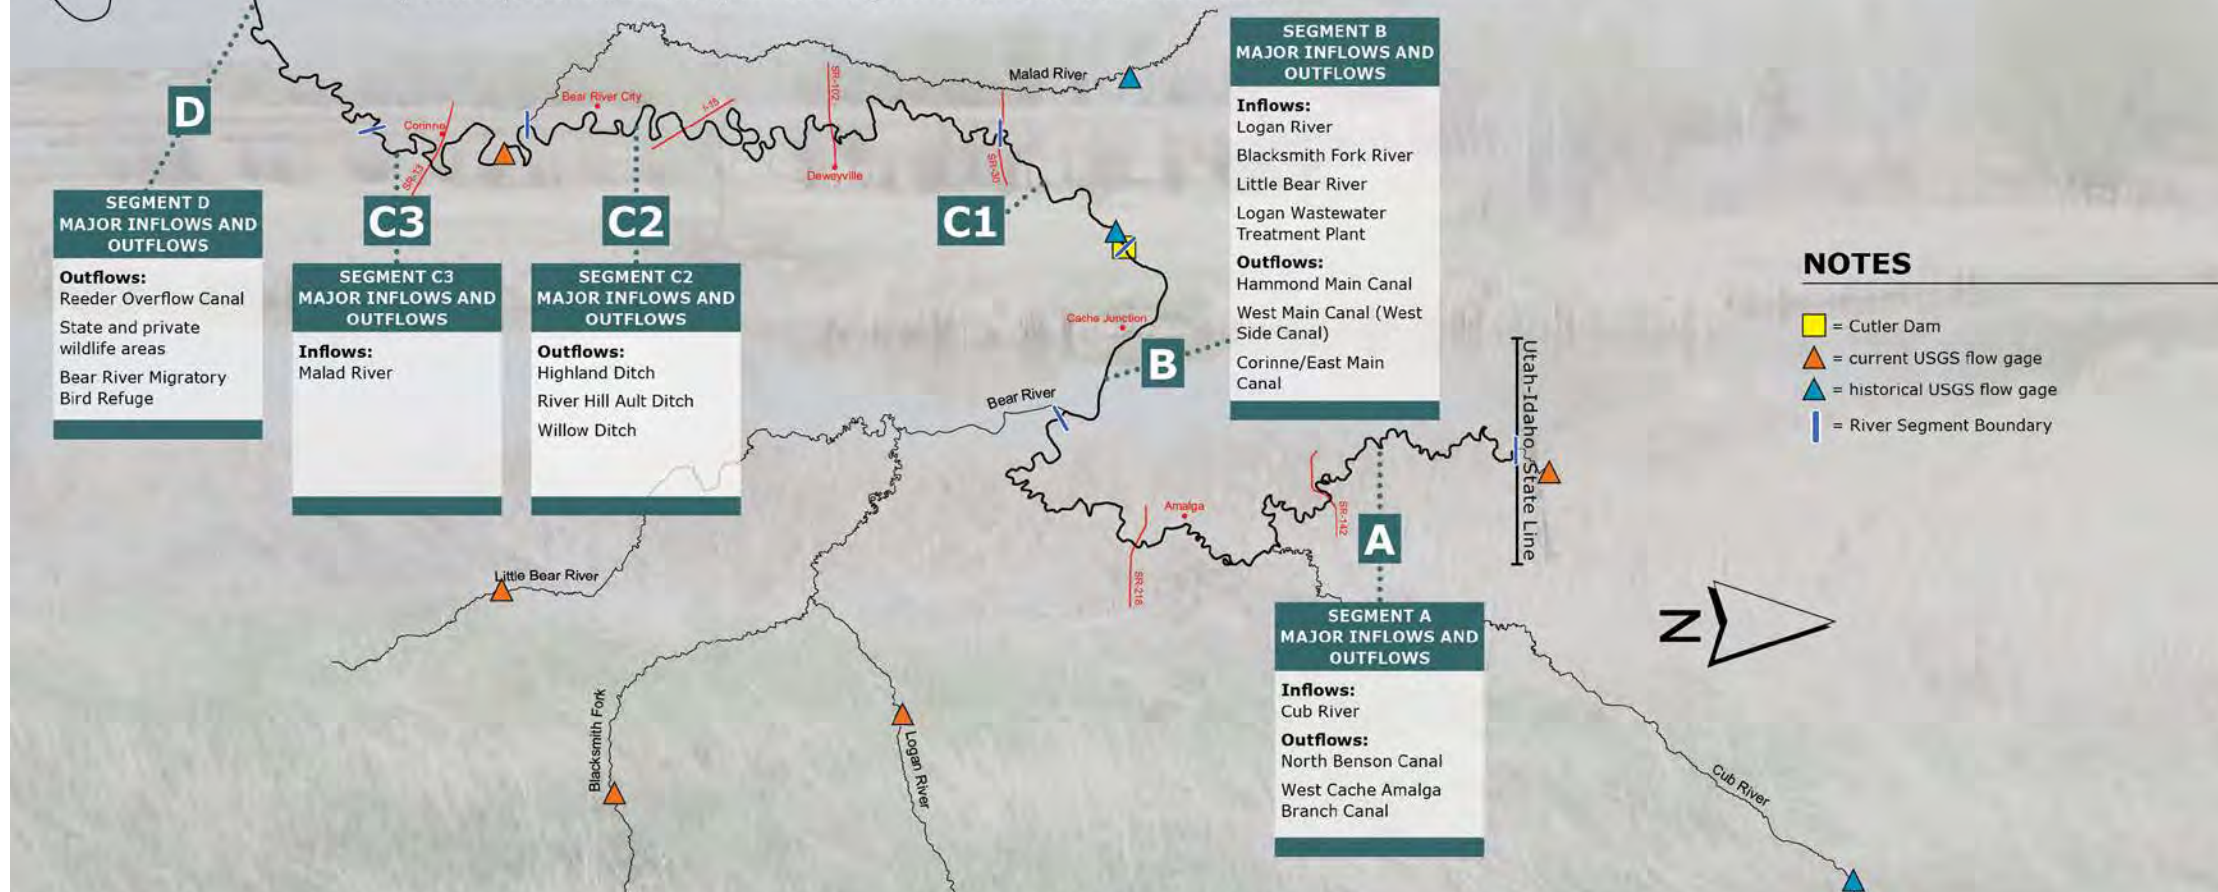 Malad River
SR-102
I-15
Bear River City
Corinne
SR-13
Deweyville
SR-30
D
C3
C2
C1
SEGMENT D
MAJOR INFLOWS AND
OUTFLOWS
Outflows:
Reeder Overflow Canal
State and private
wildlife areas
Bear River Migratory
Bird Refuge
SEGMENT C3
MAJOR INFLOWS AND
OUTFLOWS
Inflows:
Malad River
SEGMENT C2
MAJOR INFLOWS AND
OUTFLOWS
Outflows:
Highland Ditch
River Hill Ault Ditch
Willow Ditch
SEGMENT B
MAJOR INFLOWS AND
OUTFLOWS
Inflows:
Logan River
Blacksmith Fork River
Little Bear River
Logan Wastewater
Treatment Plant
Outflows:
Hammond Main Canal
West Main Canal (West
Side Canal)
Corinne/East Main
Canal
Cache Junction
B
Bear River
Little Bear River
Blacksmith Fork
Logan River
Amalga
SR-218
SR-142
A
Utah-Idaho State Line
SEGMENT A
MAJOR INFLOWS AND
OUTFLOWS
Inflows:
Cub River
Outflows:
North Benson Canal
West Cache Amalga
Branch Canal
Cub River
NOTES
= Cutler Dam
= current USGS flow gage
= historical USGS flow gage
= River Segment Boundary
N